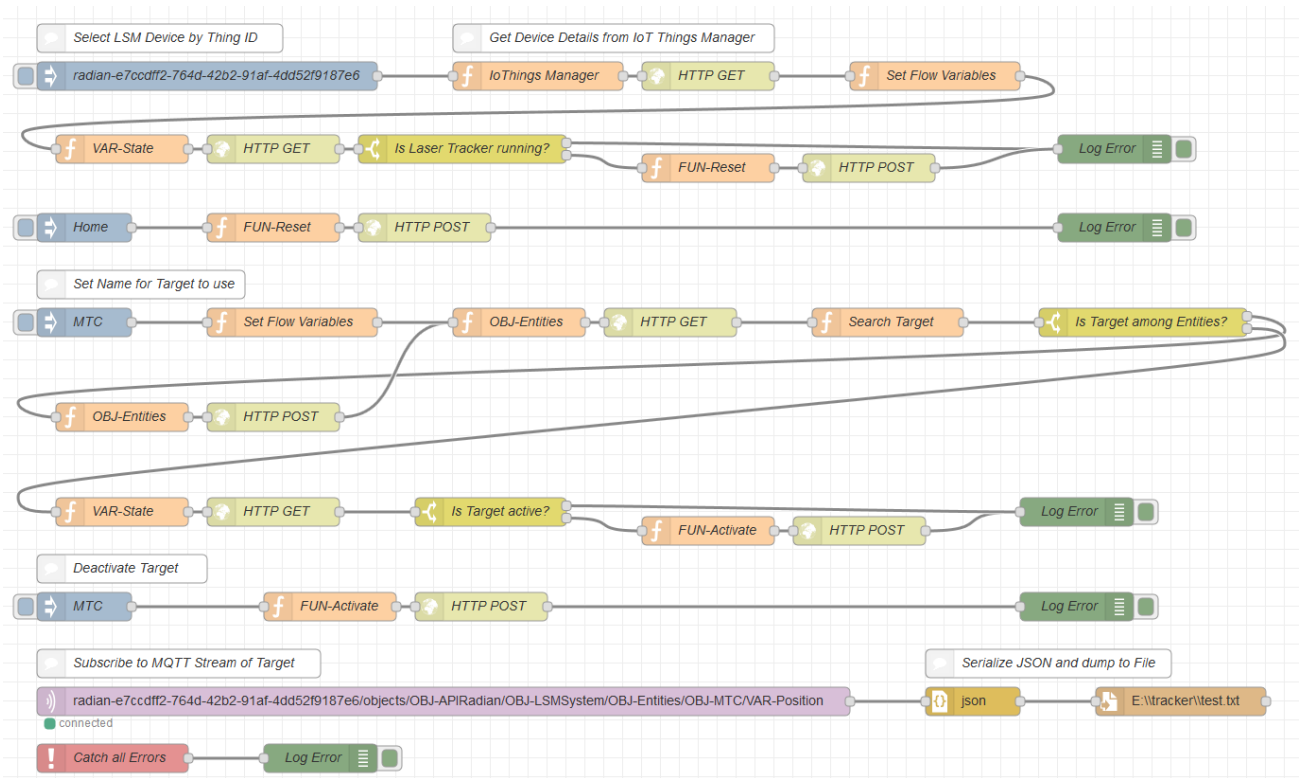 Select LSM Device by Thing ID
Get Device Details from IoT Things Manager
radian-e7ccdff2-764d-42b2-91af-4dd52f9187e6
IoThings Manager
HTTP GET
Set Flow Variables
VAR-State
HTTP GET
Is Laser Tracker running?
Log Error
FUN-Reset
HTTP POST
Home
FUN-Reset
HTTP POST
Log Error
Set Name for Target to use
MTC
Set Flow Variables
OBJ-Entities
HTTP GET
Search Target
Is Target among Entities?
OBJ-Entities
HTTP POST
VAR-State
HTTP GET
Is Target active?
Log Error
FUN-Activate
HTTP POST
Deactivate Target
MTC
FUN-Activate
HTTP POST
Log Error
Subscribe to MQTT Stream of Target
Serialize JSON and dump to File
radian-e7ccdff2-764d-42b2-91af-4dd52f9187e6/objects/OBJ-APIRadian/OBJ-LSMSystem/OBJ-Entities/OBJ-MTC/VAR-Position
json
E:\\tracker\\test.txt
connected
Catch all Errors
Log Error